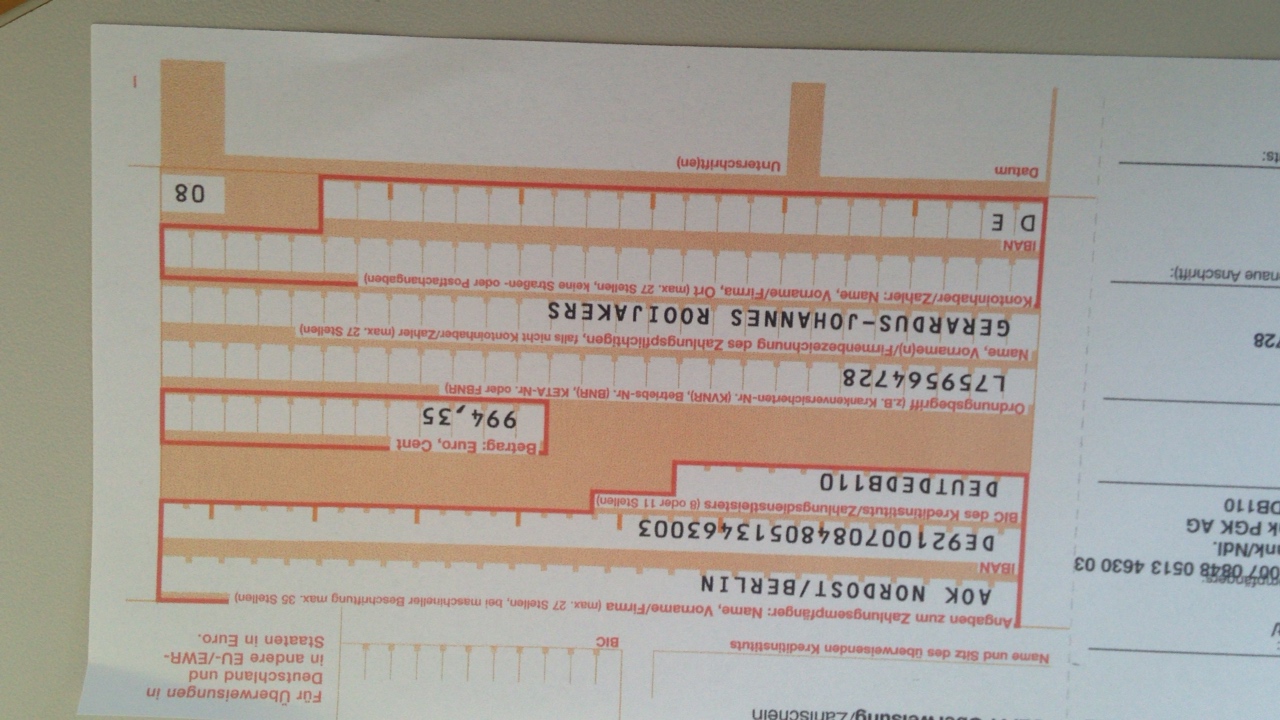 Überweisung/Zahlschein
Für Überweisungen in
Deutschland und
in andere EU-/EWR-
Staaten in Euro.
Name und Sitz des überweisenden Kreditinstituts
BIC
Angaben zum Zahlungsempfänger: Name, Vorname/Firma (max. 27 Stellen, bei maschineller Beschriftung max. 35 Stellen)
AOK NORDOST/BERLIN
IBAN
DE92100708480513463003
BIC des Kreditinstituts/Zahlungsdienstleisters (8 oder 11 Stellen)
DEUTDEDB110
Betrag: Euro, Cent
994,35
Ordnungsbegriff (z.B. Krankenversicherten-Nr. (KVNR), Betriebs-Nr. (BNR), KETA-Nr. oder FBNR)
L759564728
Name, Vorname(n)/Firmenbezeichnung des Zahlungspflichtigen, falls nicht Kontoinhaber/Zahler (max. 27 Stellen)
GERARDUS-JOHANNES ROOIJAKERS
Kontoinhaber/Zahler: Name, Vorname/Firma, Ort (max. 27 Stellen, keine Straßen- oder Postfachangaben)
IBAN
D E
08
Datum
Unterschrift(en)
007 0848 0513 4630 03
nk/Ndl.
k PGK AG
DB110
728
naue Anschrift):
ts: